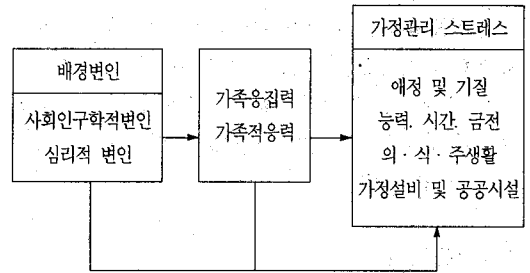 배경변인
사회인구학적변인
심리적 변인
가족응집력
가족적응력
가정관리 스트레스
애정 및 기질
능력. 시간. 금전
의 · 식 · 주생활
가정설비 및 공공시설